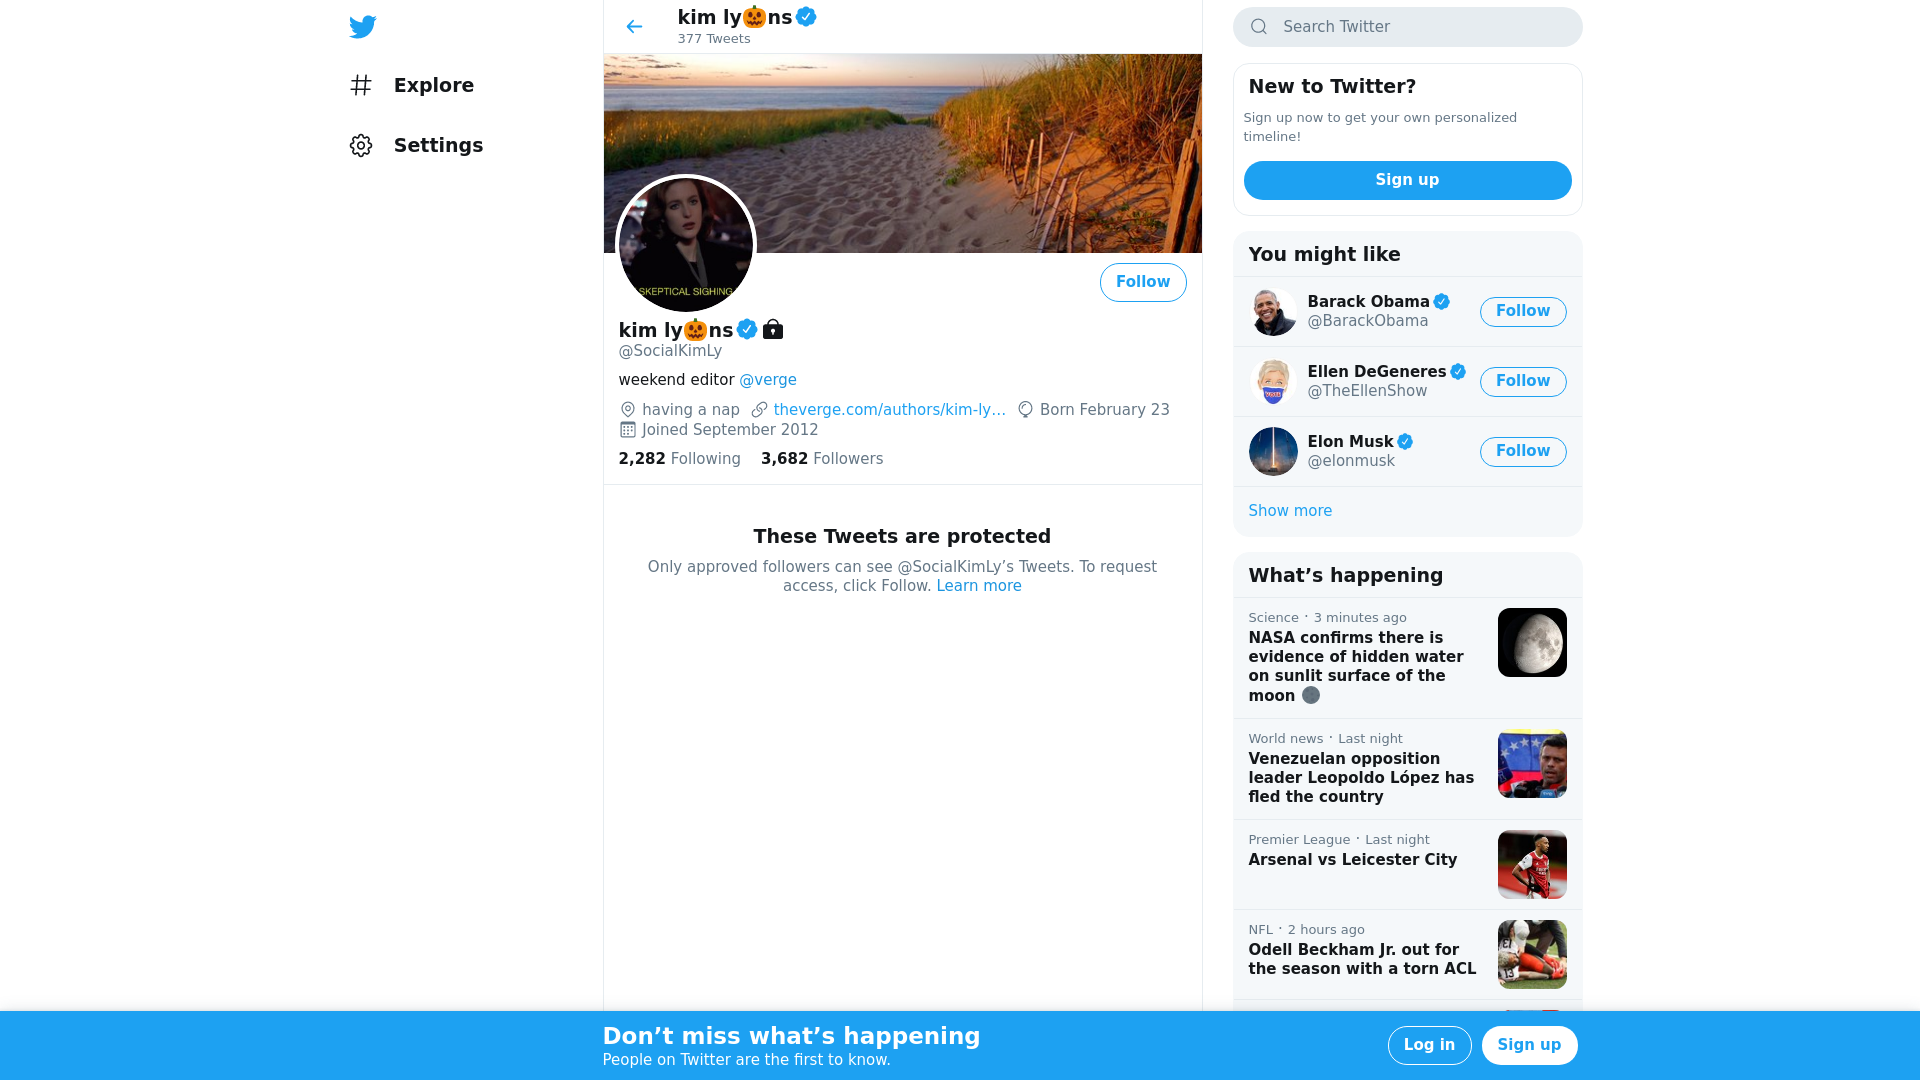 kim ly🎃ns
377 Tweets
Explore
Settings
SKEPTICAL SIGHING
Follow
kim ly🎃ns
@SocialKimLy
weekend editor @verge
having a nap theverge.com/authors/kim-ly… Born February 23
Joined September 2012
2,282 Following 3,682 Followers
These Tweets are protected
Only approved followers can see @SocialKimLy’s Tweets. To request
access, click Follow. Learn more
Search Twitter
New to Twitter?
Sign up now to get your own personalized
timeline!
Sign up
You might like
Barack Obama
@BarackObama
Follow
Ellen DeGeneres
@TheEllenShow
Follow
Elon Musk
@elonmusk
Follow
Show more
What’s happening
Science · 3 minutes ago
NASA confirms there is
evidence of hidden water
on sunlit surface of the
moon 🌑
World news · Last night
Venezuelan opposition
leader Leopoldo López has
fled the country
Premier League · Last night
Arsenal vs Leicester City
NFL · 2 hours ago
Odell Beckham Jr. out for
the season with a torn ACL
Don’t miss what’s happening
People on Twitter are the first to know.
Log in
Sign up